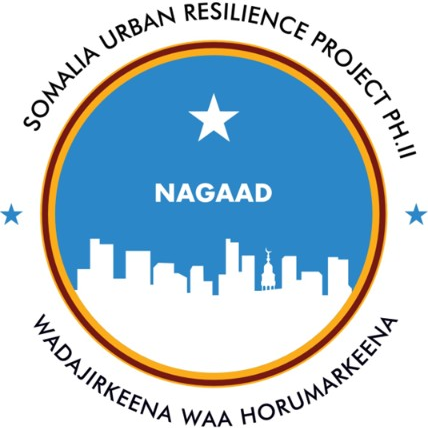 SOMALIA URBAN RESILIENCE PROJECT PH.II
NAGAAD
WADAJIRKEENA WAA HORUMARKEENA